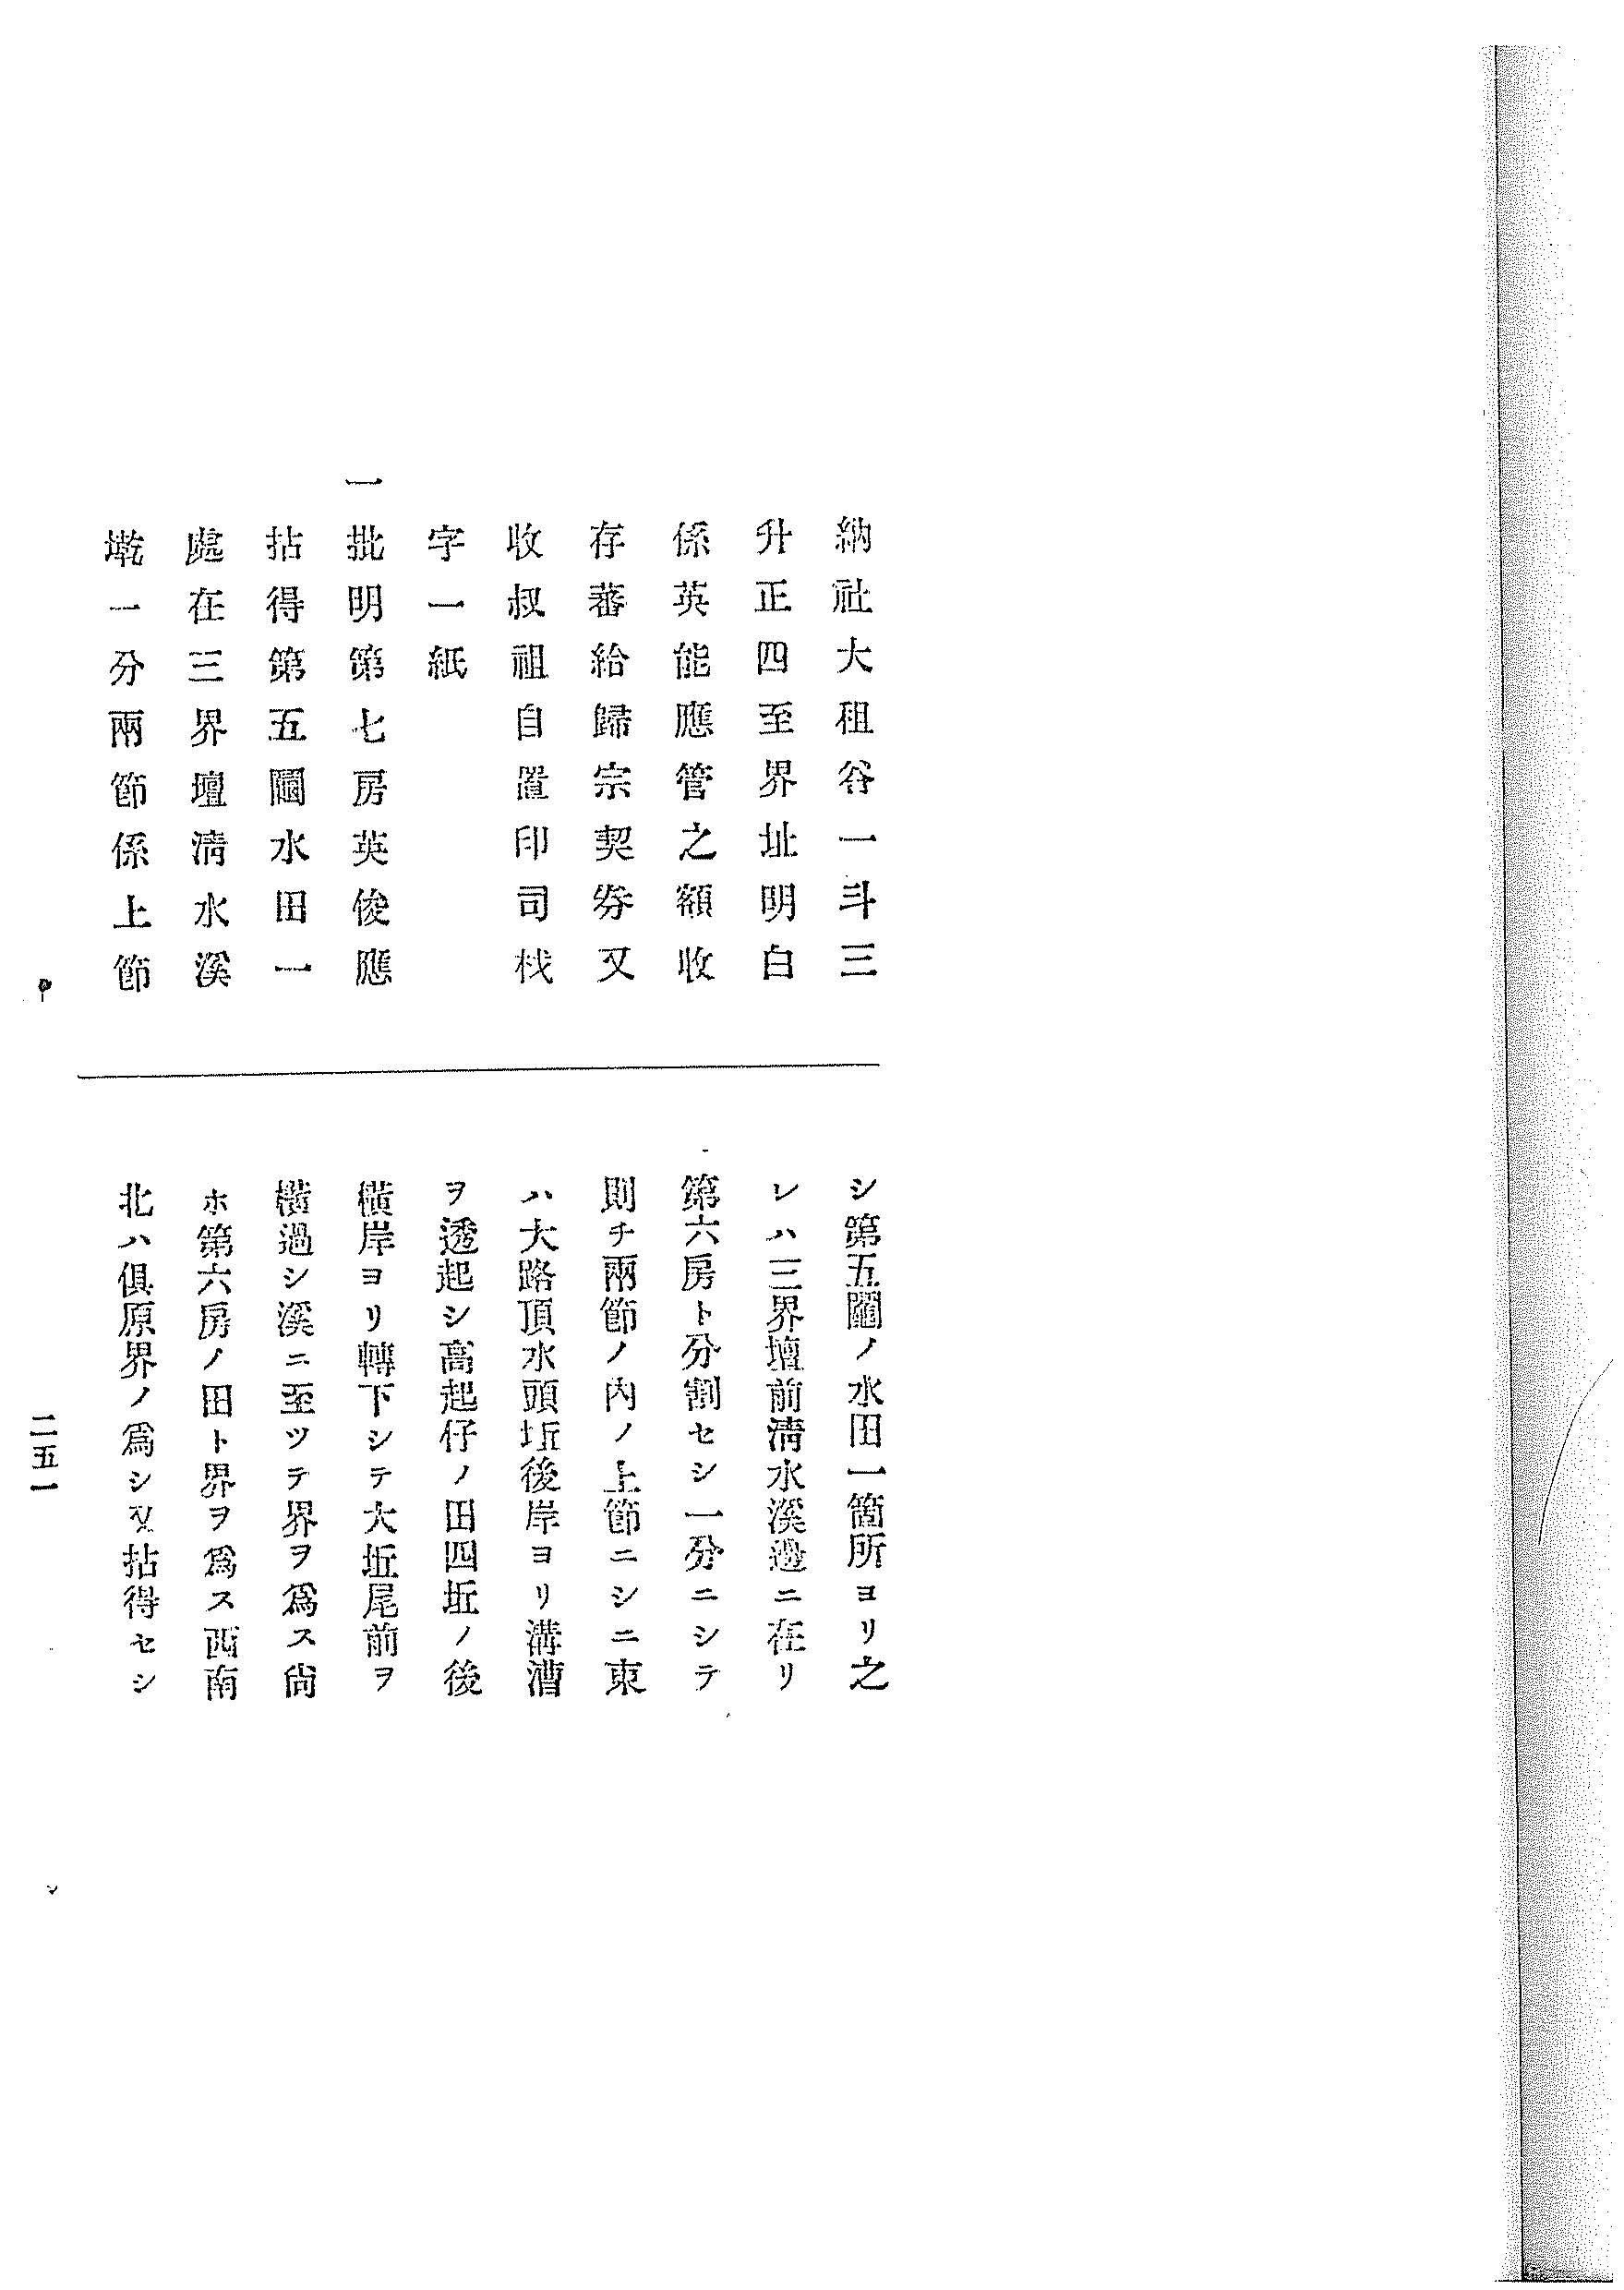 納社大租谷一斗三
升正四至界址明白
係英能應管之額收
存蕃給歸宗契劵又
收叔祖自置印司㭏
字一紙
一批明第七房英俊應
拈得第五鬮水田一
處在三界壇淸水溪
墘一分兩節係上節
シ第五鬮ノ水田一箇所ヨリ之
レハ三界壇前淸水溪邊ニ在リ
第六房ト分割セシ一分ニシテ
則チ兩節ノ內ノ上節ニシニ東
ハ大路頂水頭坵後岸ヨリ溝漕
ヲ透起シ高起仔ノ田四坵ノ後
橫岸ヨリ轉下シテ大坵尾前ヲ
橫過シ溪ニ至ツテ界ヲ爲ス尙
ホ第六房ノ田ト界ヲ爲ス西南
北ハ俱原界ノ爲シ又拈得セシ
二五一